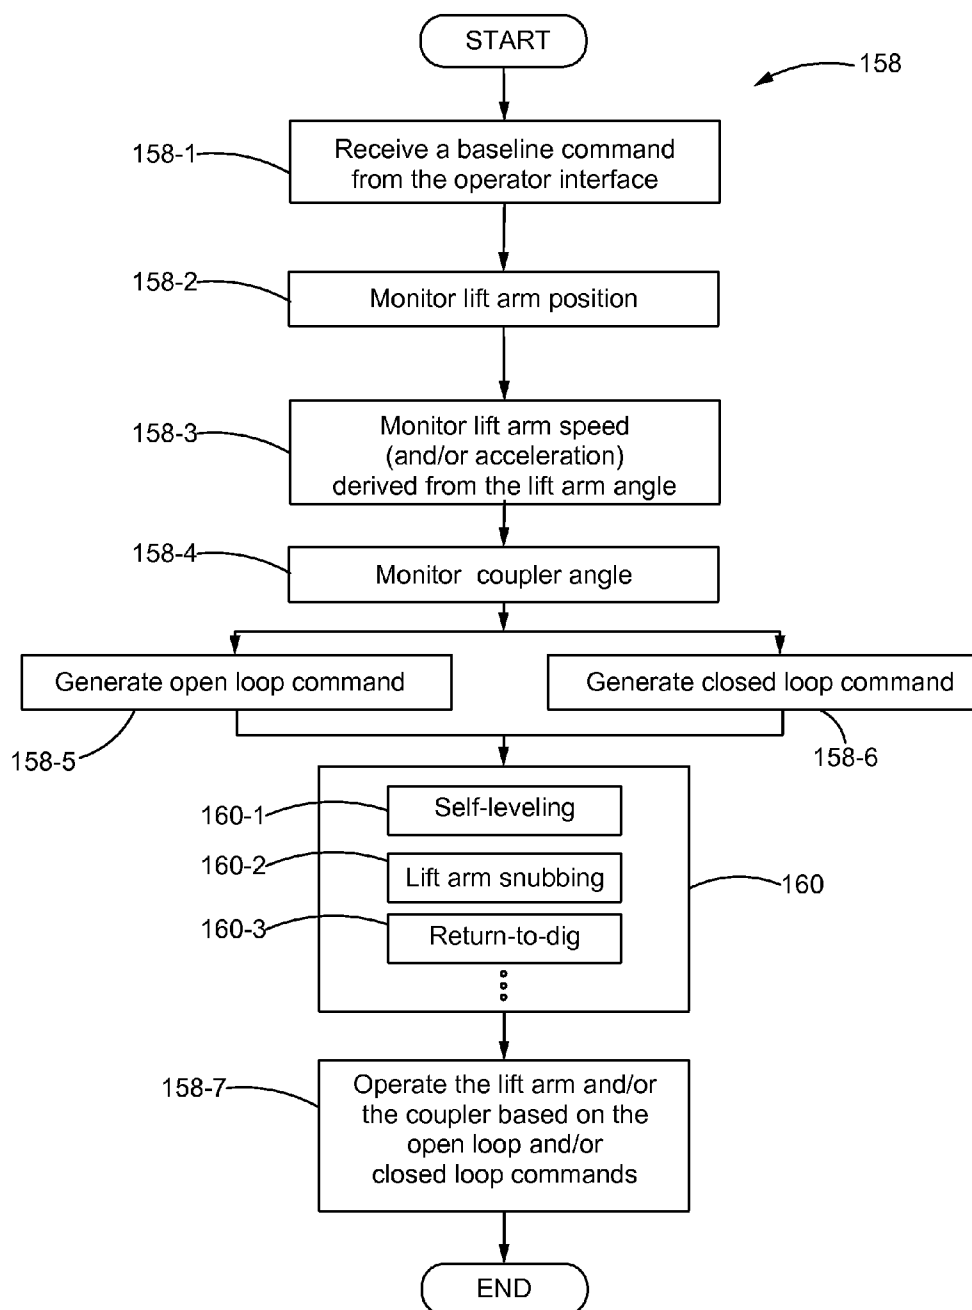 START
158
158-1
Receive a baseline command
from the operator interface
158-2
Monitor lift arm position
158-3
Monitor lift arm speed
(and/or acceleration)
derived from the lift arm angle
158-4
Monitor coupler angle
Generate open loop command
Generate closed loop command
158-5
158-6
160-1
Self-leveling
160-2
Lift arm snubbing
160
160-3
Return-to-dig
158-7
Operate the lift arm and/or
the coupler based on the
open loop and/or
closed loop commands
END